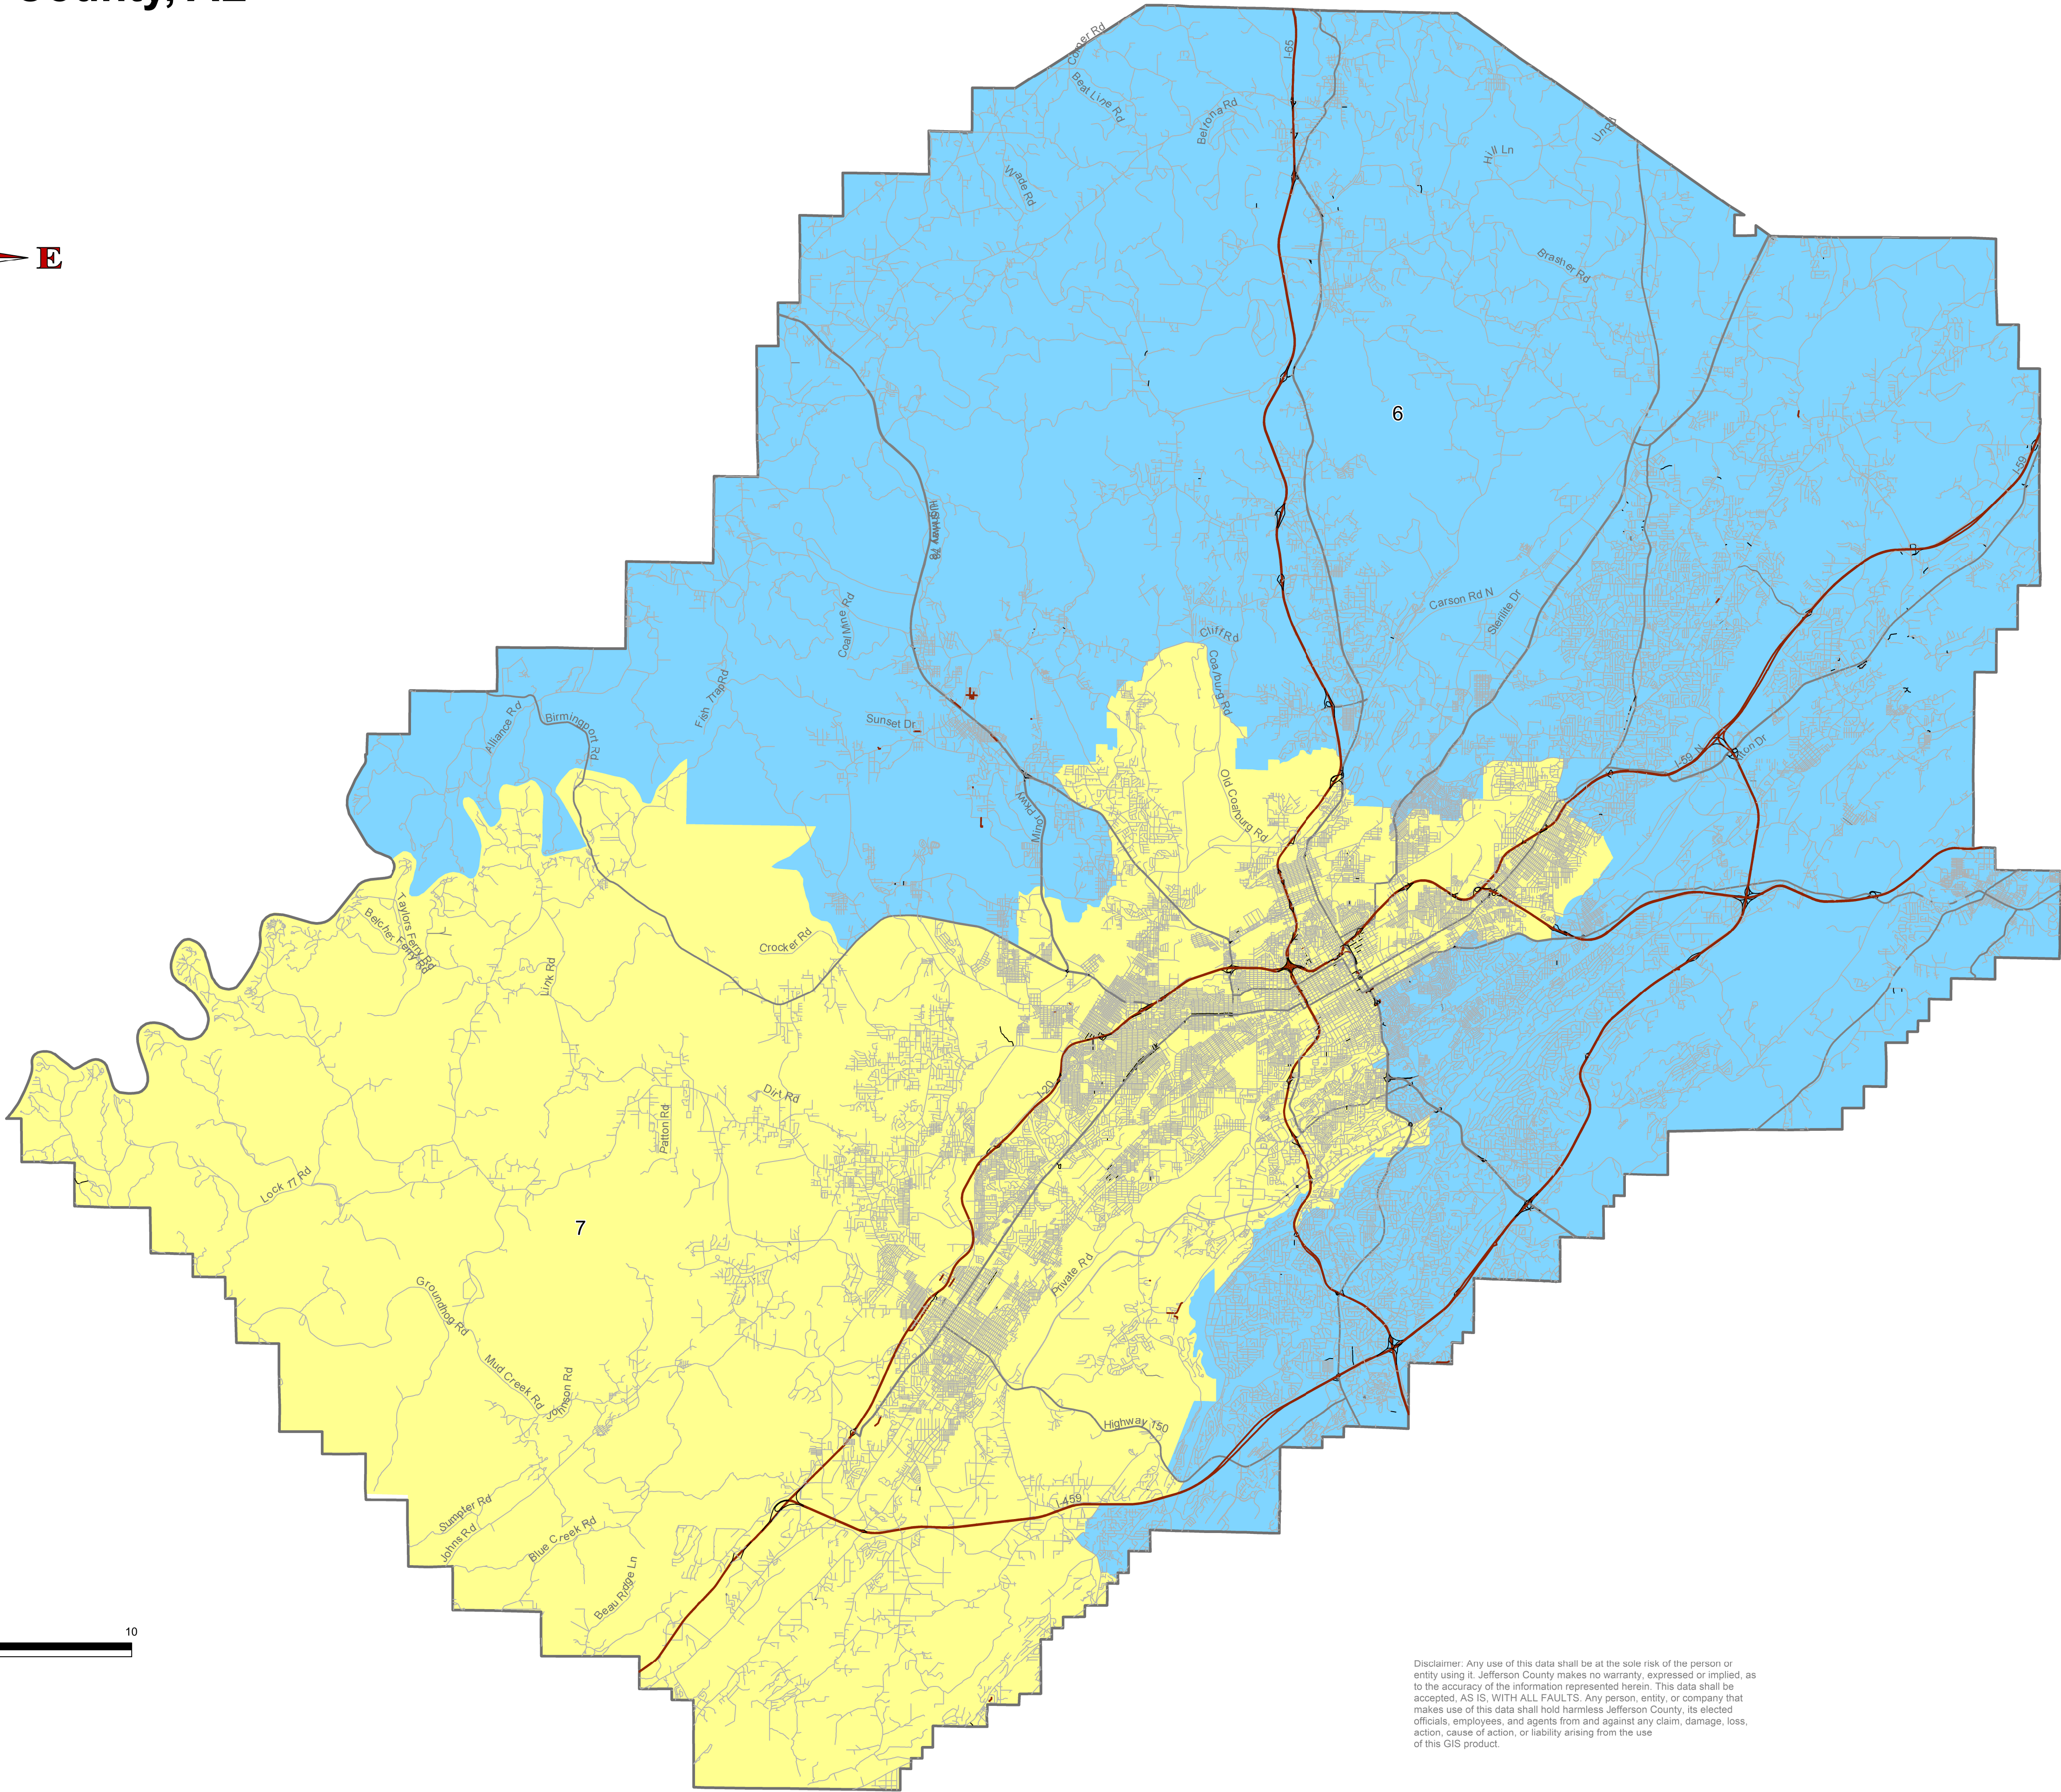 County, AL
E
Corner Rd
Beat Line Rd
Beltona Rd
I-65
Hill Ln
Wade Rd
Brasher Rd
6
I-59
Highway 78
Carson Rd N
Sterilite Dr
Coal Mine Rd
Cliff Rd
Coalburg Rd
Fish Trap Rd
Sunset Dr
Alliance Rd
Birmingport Rd
I-59 N
Old Coalburg Rd
Minor Pkwy
Taylors Ferry Rd
Belcher Ferry Rd
Crocker Rd
Link Rd
I-20
Dirt Rd
Patton Rd
Lock 17 Rd
7
Private Rd
Groundhog Rd
Mud Creek Rd
Johnson Rd
Highway 150
I-459
Sumpter Rd
Johns Rd
Blue Creek Rd
Beau Ridge Ln
10
Disclaimer: Any use of this data shall be at the sole risk of the person or
entity using it. Jefferson County makes no warranty, expressed or implied, as
to the accuracy of the information represented herein. This data shall be
accepted, AS IS, WITH ALL FAULTS. Any person, entity, or company that
makes use of this data shall hold harmless Jefferson County, its elected
officials, employees, and agents from and against any claim, damage, loss,
action, cause of action, or liability arising from the use
of this GIS product.